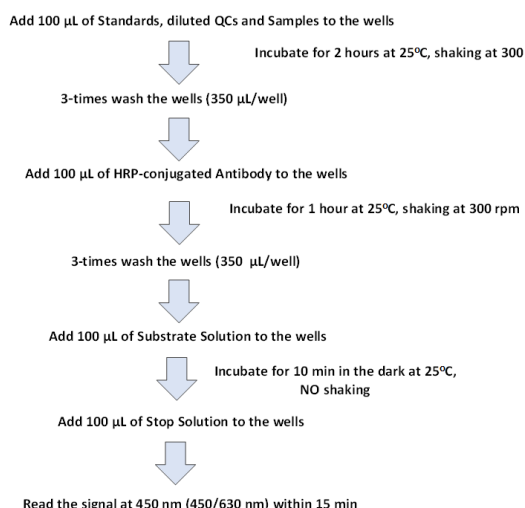 Add 100 µL of Standards, diluted QCs and Samples to the wells
Incubate for 2 hours at 25ºC, shaking at 300
3-times wash the wells (350 µL/well)
Add 100 µL of HRP-conjugated Antibody to the wells
Incubate for 1 hour at 25ºC, shaking at 300 rpm
3-times wash the wells (350 µL/well)
Add 100 µL of Substrate Solution to the wells
Incubate for 10 min in the dark at 25ºC,
NO shaking
Add 100 µL of Stop Solution to the wells
Read the signal at 450 nm (450/630 nm) within 15 min